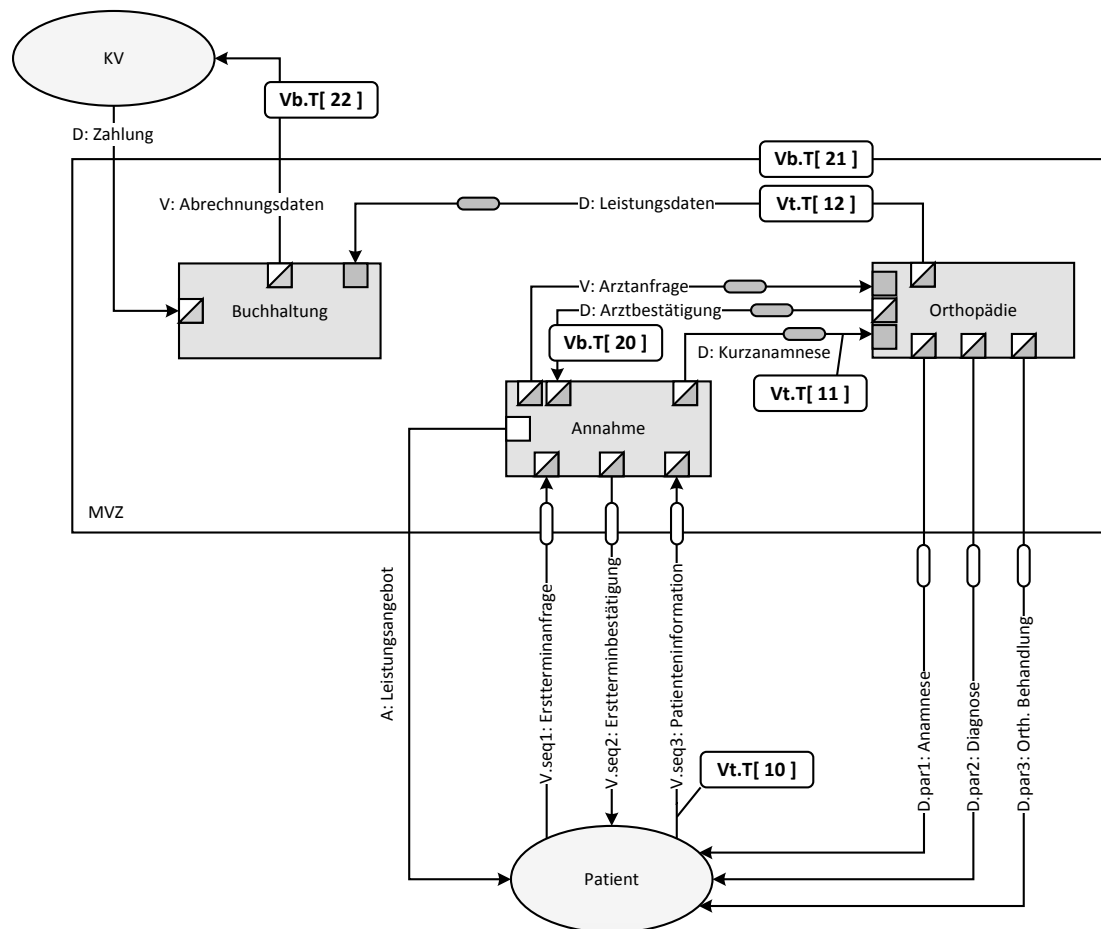 KV
Vb.T[ 22 ]
D: Zahlung
Vb.T[ 21 ]
V: Abrechnungsdaten
D: Leistungsdaten
Vt.T[ 12 ]
V: Arztanfrage
Buchhaltung
D: Arztbestätigung
Orthopädie
Vb.T[ 20 ]
D: Kurzanamnese
Vt.T[ 11 ]
Annahme
MVZ
A: Leistungsangebot
V.seq1: Ersttterminanfrage
V.seq2: Erstterminbestätigung
V.seq3: Patienteninformation
D.par1: Anamnese
D.par2: Diagnose
D.par3: Orth. Behandlung
Vt.T[ 10 ]
Patient